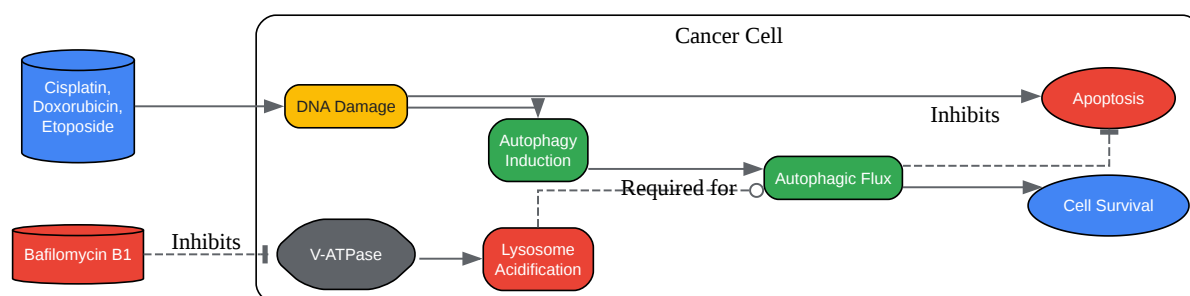 Cancer Cell
Cisplatin,
Doxorubicin,
Etoposide
DNA Damage
Apoptosis
Inhibits
Autophagy
Induction
Autophagic Flux
Required for
Cell Survival
Bafilomycin B1
Inhibits
V-ATPase
Lysosome
Acidification